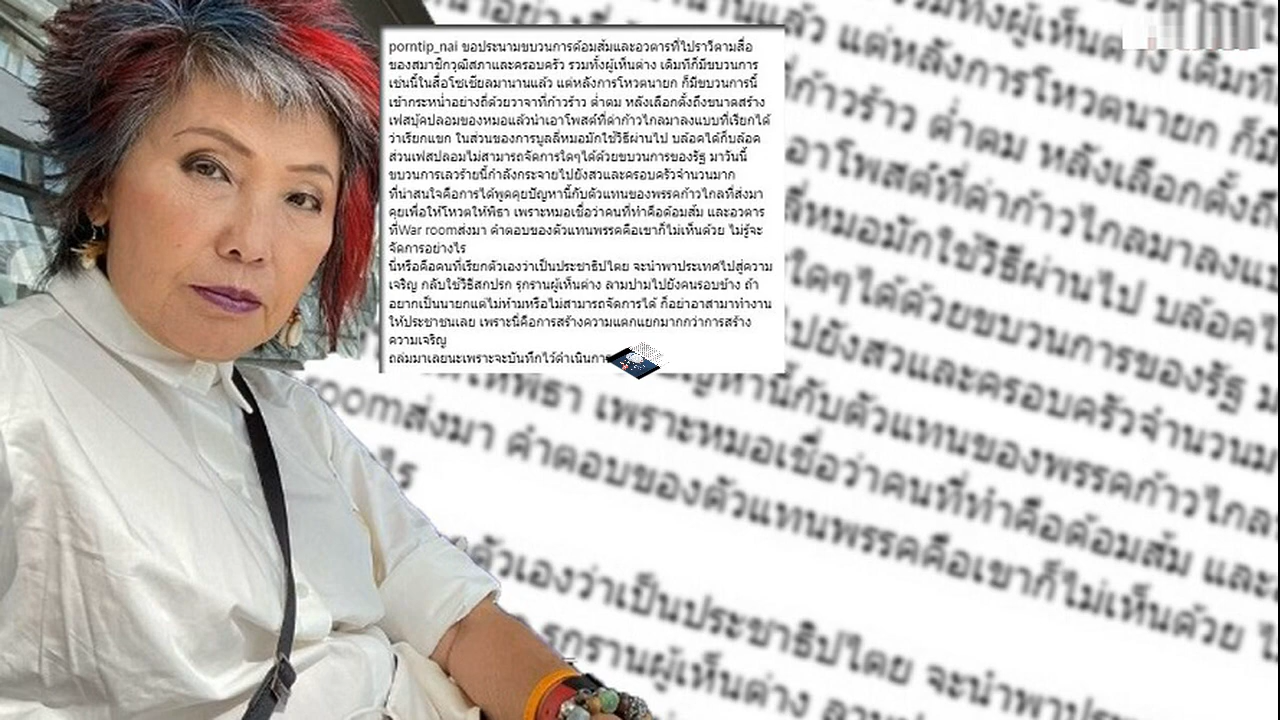 porntip_nai ขอประนามขบวนการด้อมส้มและอวตารที่ไปราวีตามสื่อ
ของสมาชิกวุฒิสภาและครอบครัว รวมทั้งผู้เห็นต่าง เดิมทีก็มีขบวนการ
เช่นนี้ในสื่อโซเชียลมานานแล้ว แต่หลังการโหวตนายก ก็มีขบวนการนี้
เข้ากระหน่ำอย่างถี่ด้วยวาจาที่ก้าวร้าว ต่ำตม หลังเลือกตั้งถึงขนาดสร้าง
เฟสบุ้คปลอมของหมอแล้วนำเอาโพสต์ที่ด่าก้าวไกลมาลงแบบที่เรียกได้
ว่าเรียกแขก ในส่วนของการบูลลี่หมอมักใช้วิธีผ่านไป บล้อคได้ก็บล้อค
ส่วนเฟสปลอมไม่สามารถจัดการใดๆได้ด้วยขบวนการของรัฐ มาวันนี้
ขบวนการเลวร้ายนี้กำลังกระจายไปยังสวและครอบครัวจำนวนมาก
ที่น่าสนใจคือการได้พูดคุยปัญหานี้กับตัวแทนของพรรคก้าวไกลที่ส่งมา
คุยเพื่อให้โหวตให้พิธา เพราะหมอเชื่อว่าคนที่ทำคือด้อมส้ม และอวตาร
ที่War roomส่งมา คำตอบของตัวแทนพรรคคือเขาก็ไม่เห็นด้วย ไม่รู้จะ
จัดการอย่างไร
นี่หรือคือคนที่เรียกตัวเองว่าเป็นประชาธิปไตย จะนำพาประเทศไปสู่ความ
เจริญ กลับใช้วิธีสกปรก รุกรานผู้เห็นต่าง ลามปามไปยังคนรอบข้าง ถ้า
อยากเป็นนายกแต่ไม่ห้ามหรือไม่สามารถจัดการได้ ก็อย่าอาสามาทำงาน
ให้ประชาชนเลย เพราะนี่คือการสร้างความแตกแยกมากกว่าการสร้าง
ความเจริญ
ถล่มมาเลยนะเพราะจะบันทึกไว้ดำเนินการ